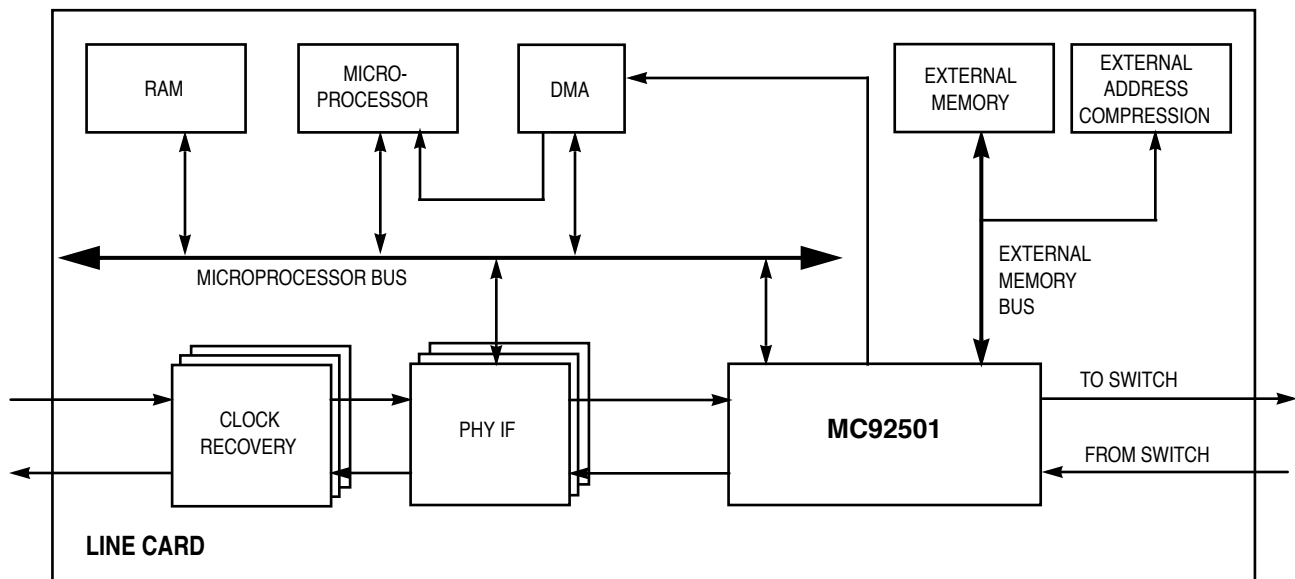 RAM
MICRO-
PROCESSOR
DMA
EXTERNAL
MEMORY
EXTERNAL
ADDRESS
COMPRESSION
MICROPROCESSOR BUS
EXTERNAL
MEMORY
BUS
CLOCK
RECOVERY
PHY IF
MC92501
TO SWITCH
FROM SWITCH
LINE CARD